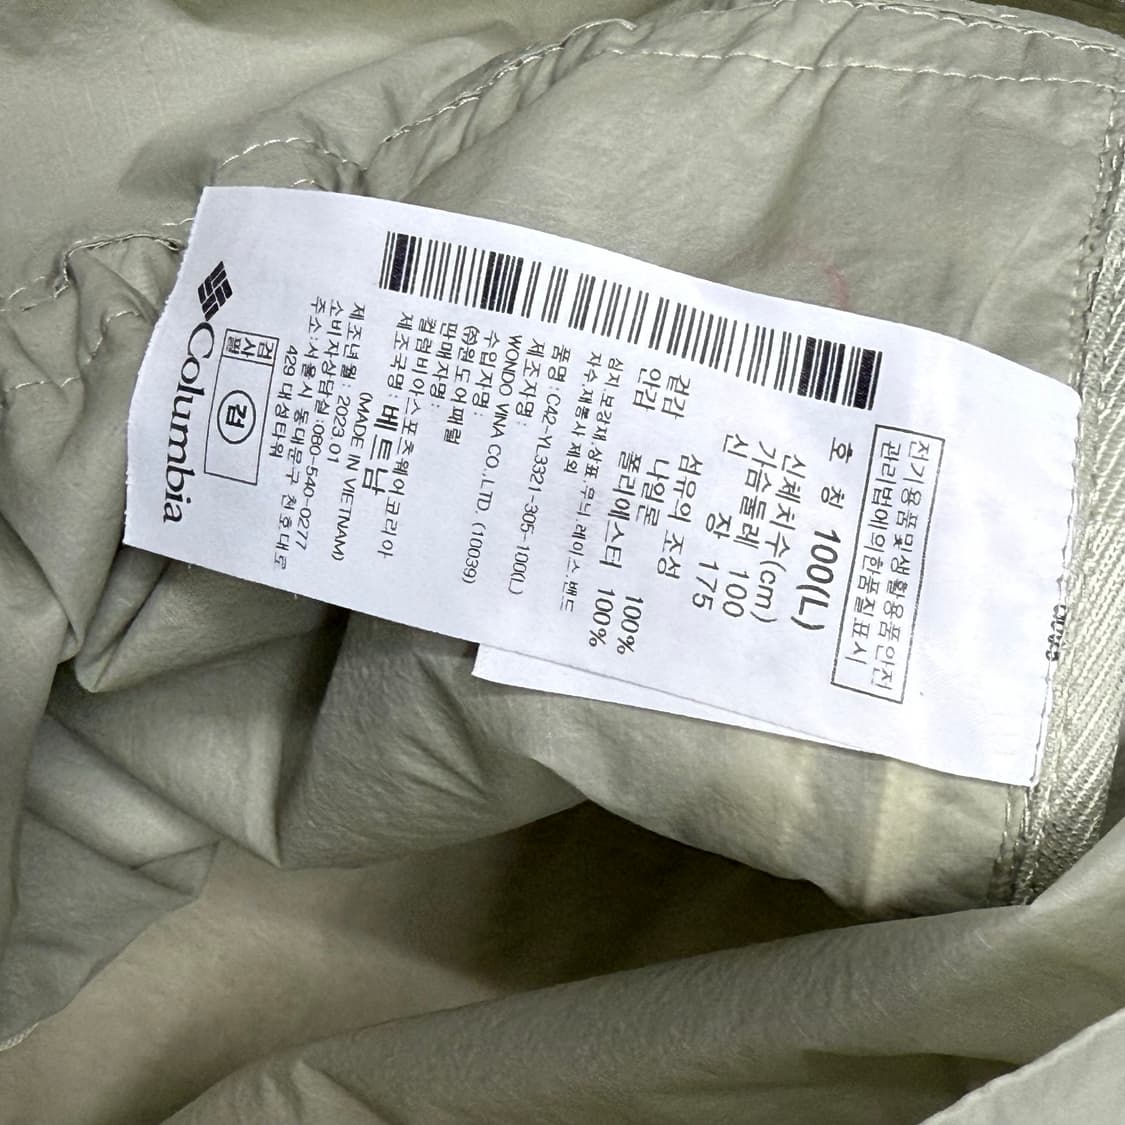 전기용품및생활용품안전
관리법에의한품질표시
호 칭 100(L)
신체치수(cm)
가슴둘레 100
신 장 175
섬유의 조성
겉감 나일론 100%
안감 폴리에스터 100%
심지,보강재,상표,무늬,레이스,밴드
자수,재봉사 제외
품명 : C42-YL3321-305-100(L)
제조자명 :
WONDO VINA CO.,LTD. (10039)
수입자명 :
㈜원도어패럴
판매자명 :
컬럼비아스포츠웨어코리아
제조국명 : 베트남
(MADE IN VIETNAM)
제조년월 : 2023.01
소비자상담실:080-540-0277
주소:서울시 동대문구 천호대로
429 대성타워
검사필
검
Columbia